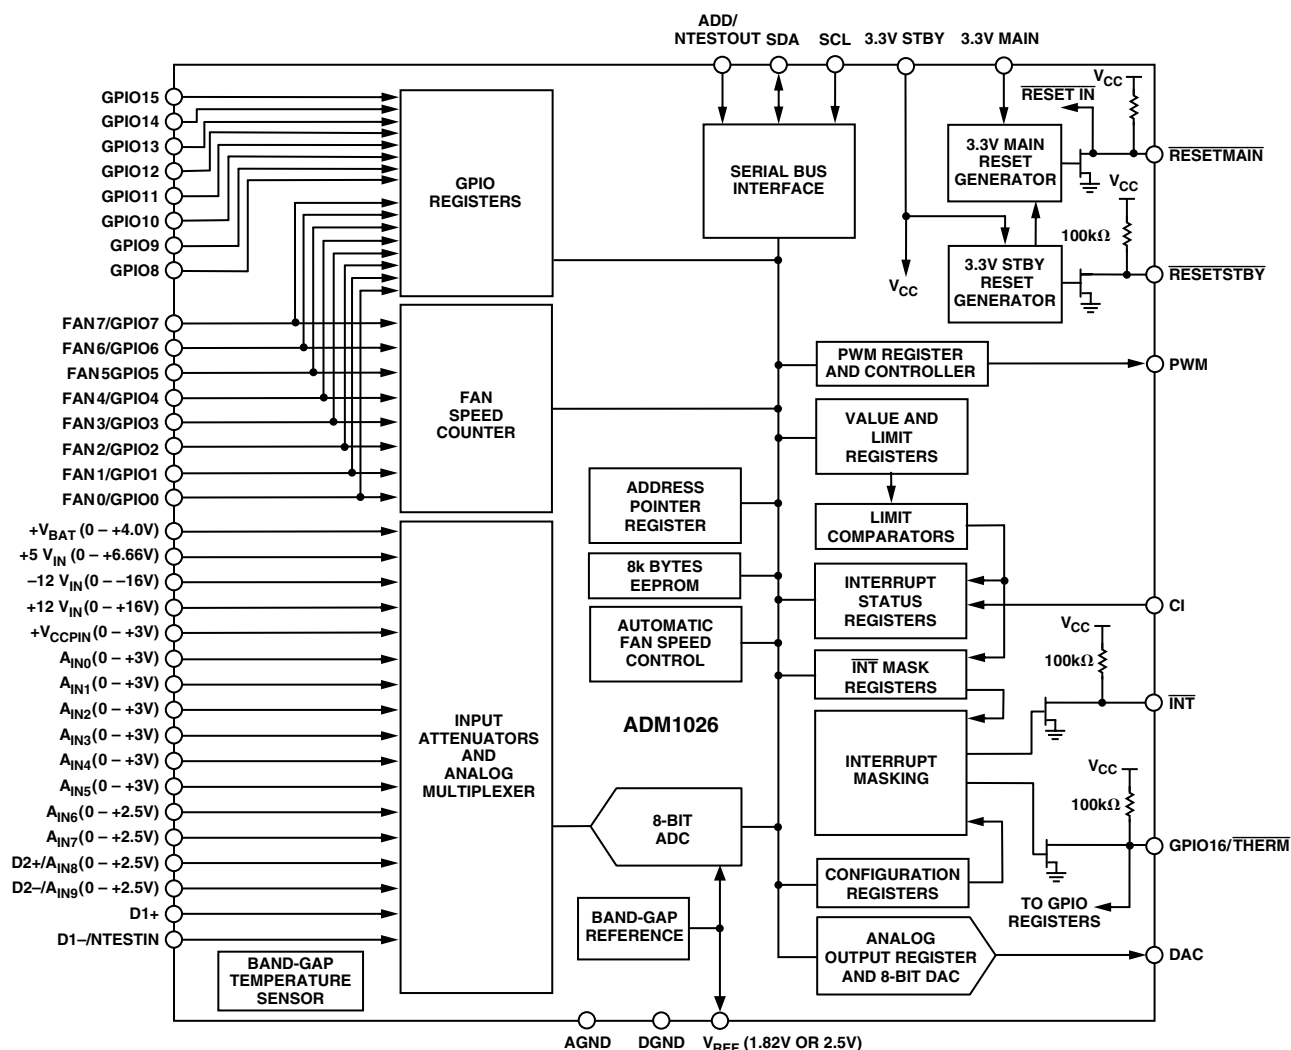 ADD/
NTESTOUT SDA SCL 3.3V STBY 3.3V MAIN
GPIO15
GPIO14
GPIO13
GPIO12
GPIO11
GPIO10
GPIO9
GPIO8
GPIO
REGISTERS
SERIAL BUS
INTERFACE
VCC
RESET IN
3.3V MAIN
RESET
GENERATOR
RESETMAIN
VCC
100kΩ
3.3V STBY
RESET
GENERATOR
RESETSTBY
VCC
FAN7/GPIO7
FAN6/GPIO6
FAN5GPIO5
FAN4/GPIO4
FAN3/GPIO3
FAN2/GPIO2
FAN1/GPIO1
FAN0/GPIO0
FAN
SPEED
COUNTER
PWM REGISTER
AND CONTROLLER
PWM
VALUE AND
LIMIT
REGISTERS
ADDRESS
POINTER
REGISTER
LIMIT
COMPARATORS
8k BYTES
EEPROM
INTERRUPT
STATUS
REGISTERS
CI
AUTOMATIC
FAN SPEED
CONTROL
INT MASK
REGISTERS
VCC
100kΩ
INT
ADM1026
INTERRUPT
MASKING
VCC
100kΩ
GPIO16/THERM
TO GPIO
REGISTERS
+VBAT (0 – +4.0V)
+5 VIN (0 – +6.66V)
–12 VIN (0 – –16V)
+12 VIN (0 – +16V)
+VCCPIN (0 – +3V)
AIN0(0 – +3V)
AIN1(0 – +3V)
AIN2(0 – +3V)
AIN3(0 – +3V)
AIN4(0 – +3V)
AIN5(0 – +3V)
AIN6(0 – +2.5V)
AIN7(0 – +2.5V)
D2+/AIN8(0 – +2.5V)
D2–/AIN9(0 – +2.5V)
D1+
D1–/NTESTIN
INPUT
ATTENUATORS
AND
ANALOG
MULTIPLEXER
8-BIT
ADC
CONFIGURATION
REGISTERS
BAND-GAP
REFERENCE
ANALOG
OUTPUT REGISTER
AND 8-BIT DAC
DAC
BAND-GAP
TEMPERATURE
SENSOR
AGND DGND VREF (1.82V OR 2.5V)